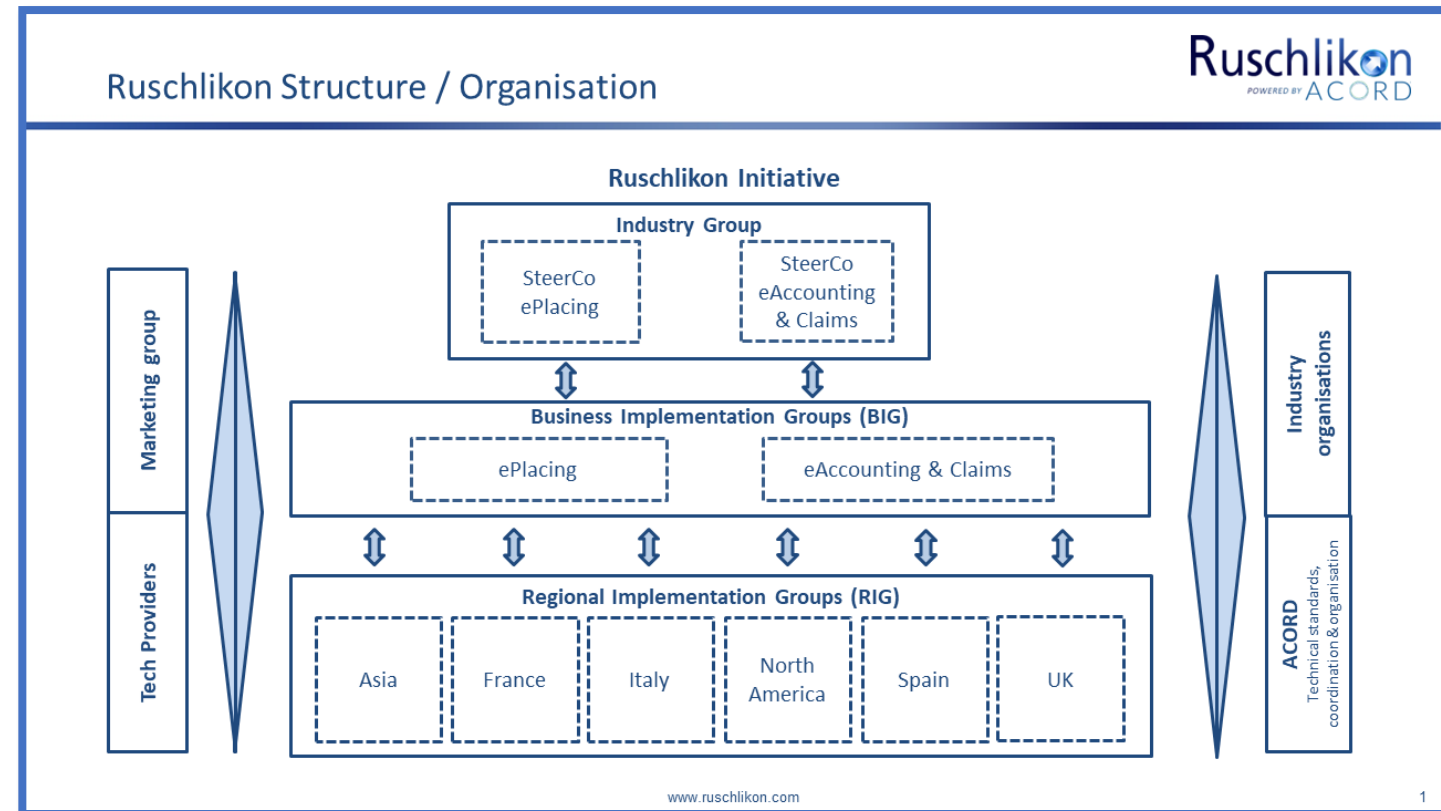 Ruschlikon Structure / Organisation
Ruschlikon
POWERED BY ACORD
Ruschlikon Initiative
Industry Group
SteerCo
ePlacing
SteerCo
eAccounting
& Claims
Marketing group
Tech Providers
Business Implementation Groups (BIG)
ePlacing
eAccounting & Claims
Regional Implementation Groups (RIG)
Asia
France
Italy
North
America
Spain
UK
Industry
organisations
ACORD
Technical standards,
coordination & organisation
www.ruschlikon.com
1